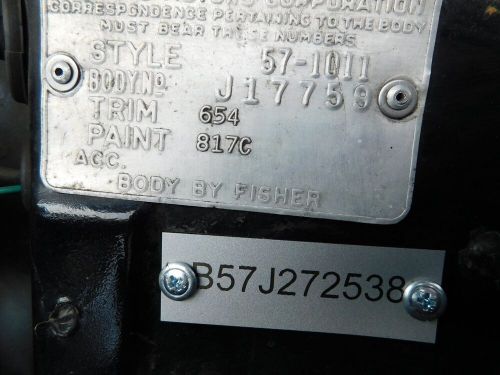 CORPORATION
CORRESPONDENCE PERTAINING TO THE BODY
MUST BEAR THESE NUMBERS
STYLE 57-1011
BODY No J17759
TRIM 654
PAINT 817C
ACC.
BODY BY FISHER
B57J272538